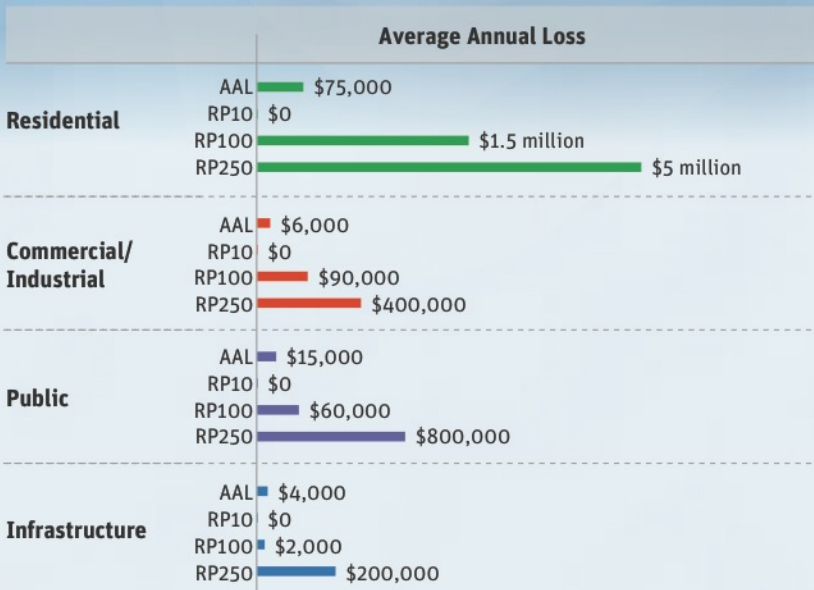 Average Annual Loss
Residential
AAL $75,000
RP10 $0
RP100 $1.5 million
RP250 $5 million
Commercial/
Industrial
AAL $6,000
RP10 $0
RP100 $90,000
RP250 $400,000
Public
AAL $15,000
RP10 $0
RP100 $60,000
RP250 $800,000
Infrastructure
AAL $4,000
RP10 $0
RP100 $2,000
RP250 $200,000